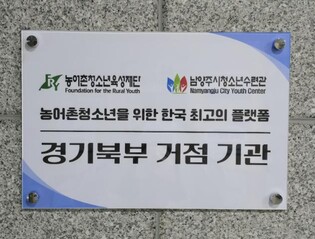 농어촌청소년육성재단 남양주시청소년수련관
Foundation for the Rural Youth Namyangju City Youth Center
농어촌청소년을 위한 한국 최고의 플랫폼
경기북부 거점 기관